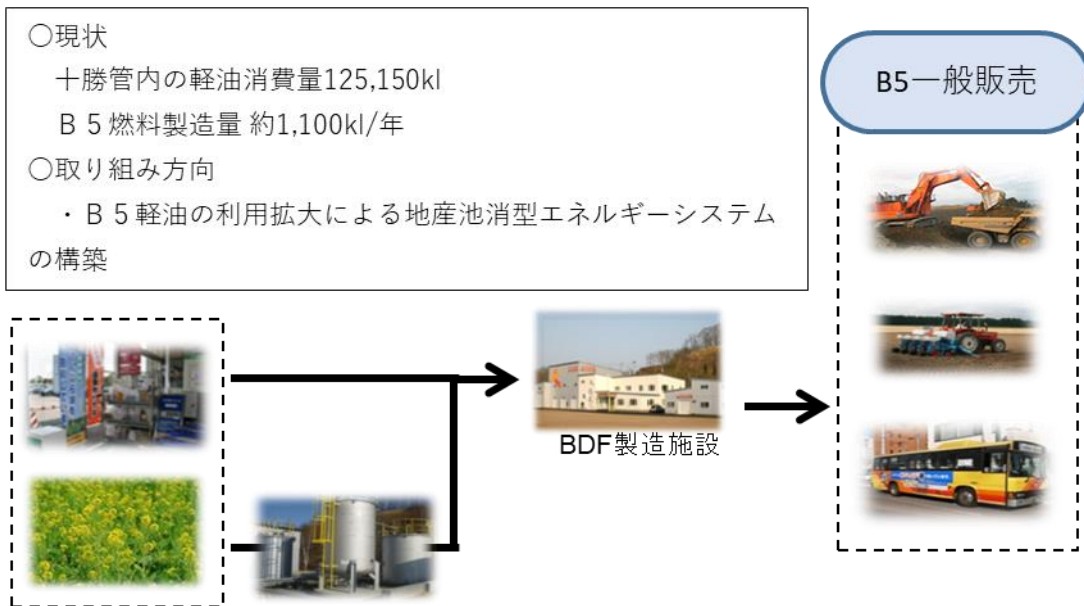 ○現状
十勝管内の軽油消費量125,150kl
Ｂ５燃料製造量 約1,100kl/年
○取り組み方向
・Ｂ５軽油の利用拡大による地産池消型エネルギーシステム
の構築
B5一般販売
BDF製造施設